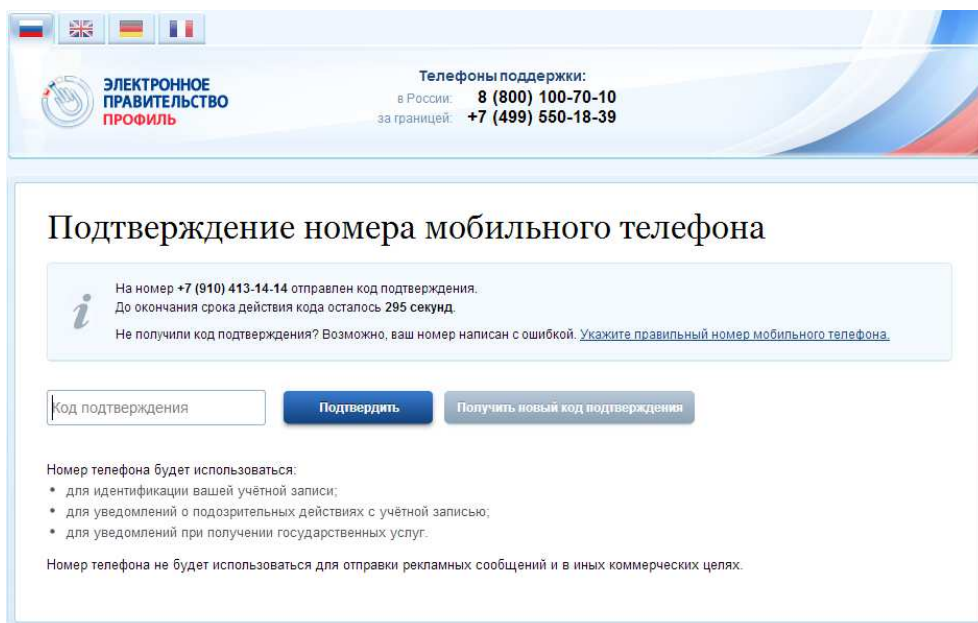 ЭЛЕКТРОННОЕ
ПРАВИТЕЛЬСТВО
ПРОФИЛЬ
Телефоны поддержки:
в России: 8 (800) 100-70-10
за границей: +7 (499) 550-18-39
Подтверждение номера мобильного телефона
На номер +7 (910) 413-14-14 отправлен код подтверждения.
До окончания срока действия кода осталось 295 секунд.
Не получили код подтверждения? Возможно, ваш номер написан с ошибкой. Укажите правильный номер мобильного телефона.
Код подтверждения
Подтвердить
Получить новый код подтверждения
Номер телефона будет использоваться:
• для идентификации вашей учётной записи;
• для уведомлений о подозрительных действиях с учётной записью;
• для уведомлений при получении государственных услуг.
Номер телефона не будет использоваться для отправки рекламных сообщений и в иных коммерческих целях.